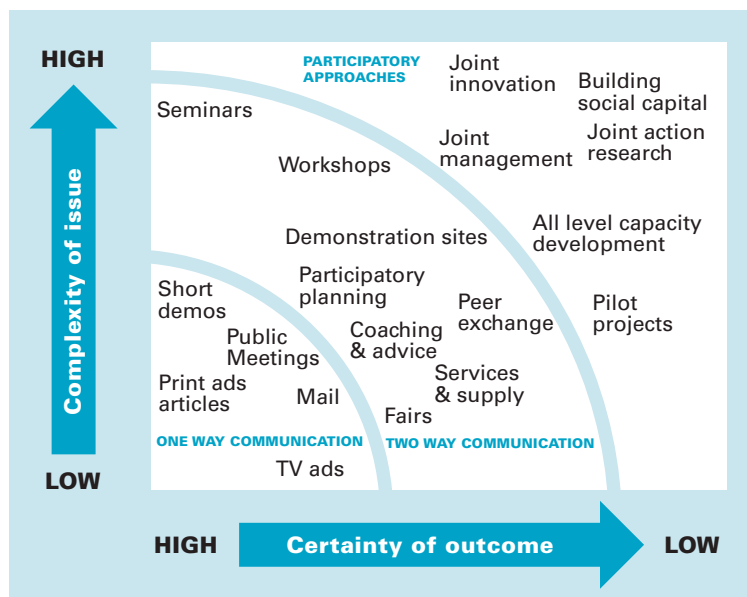 HIGH
PARTICIPATORY
APPROACHES
Joint
innovation
Building
social capital
Seminars
Joint action
research
Joint
management
Workshops
All level capacity
development
Demonstration sites
Participatory
planning
Short
demos
Peer
exchange
Pilot
projects
Public
Meetings
Coaching
& advice
Print ads
articles
Mail
Services
& supply
Fairs
ONE WAY COMMUNICATION
TWO WAY COMMUNICATION
TV ads
Complexity of issue
LOW
HIGH
Certainty of outcome
LOW